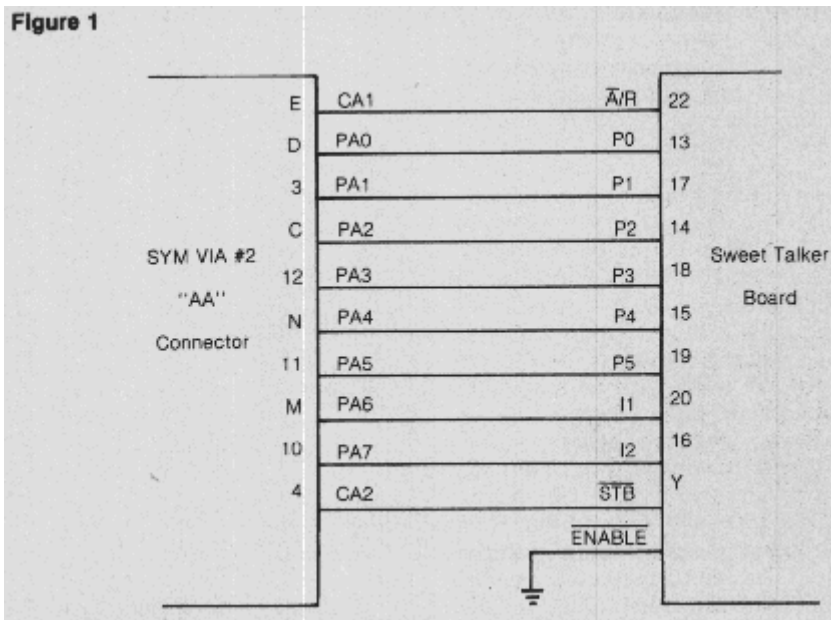 Figure 1
E CA1 A̅/R 22
D PA0 P0 13
3 PA1 P1 17
C PA2 P2 14
SYM VIA #2 Sweet Talker
12 PA3 P3 18
"AA" Board
N PA4 P4 15
Connector
11 PA5 P5 19
M PA6 I1 20
10 PA7 I2 16
4 CA2 S̅T̅B̅ Y
E̅N̅A̅B̅L̅E̅